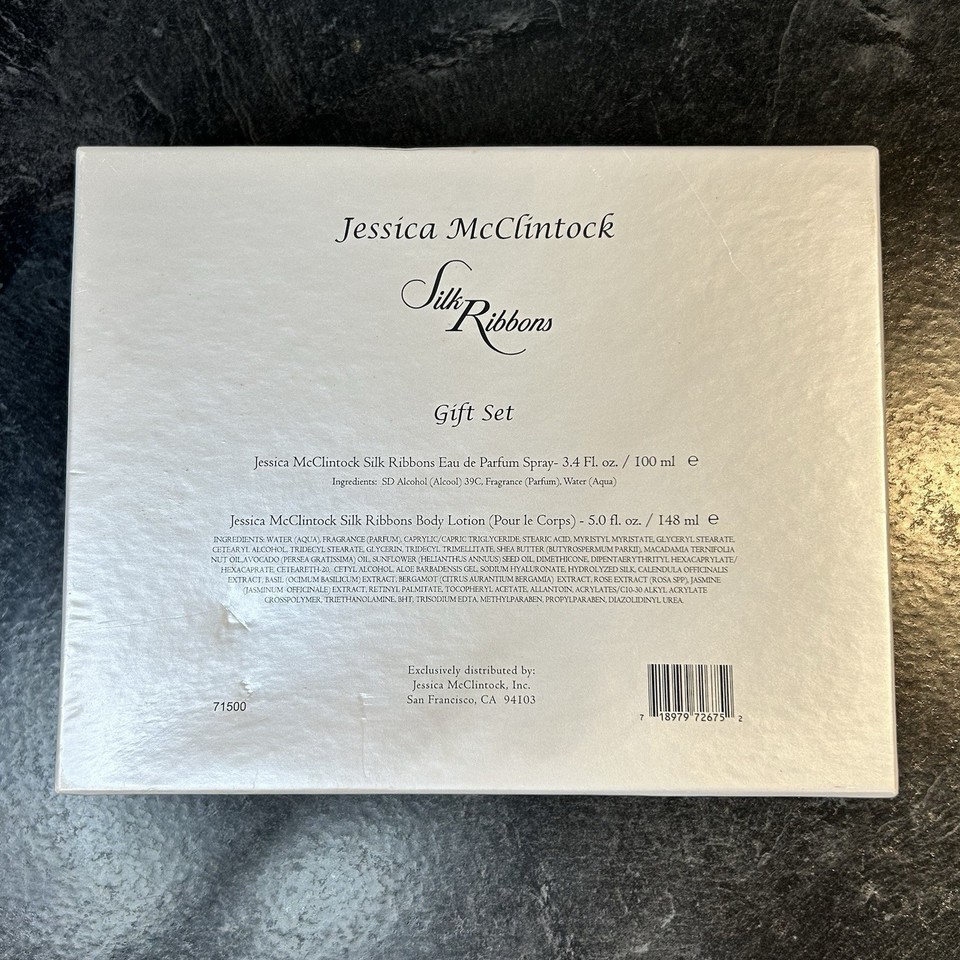 Jessica McClintock
Silk
Ribbons
Gift Set
Jessica McClintock Silk Ribbons Eau de Parfum Spray- 3.4 Fl. oz. / 100 ml ℮
Ingredients: SD Alcohol (Alcool) 39C, Fragrance (Parfum), Water (Aqua)
Jessica McClintock Silk Ribbons Body Lotion (Pour le Corps) - 5.0 fl. oz. / 148 ml ℮
INGREDIENTS: WATER (AQUA), FRAGRANCE (PARFUM), CAPRYLIC/CAPRIC TRIGLYCERIDE, STEARIC ACID, MYRISTYL MYRISTATE, GLYCERYL STEARATE,
CETEARYL ALCOHOL, TRIDECYL STEARATE, GLYCERIN, TRIDECYL TRIMELLITATE, SHEA BUTTER (BUTYROSPERMUM PARKII), MACADAMIA TERNIFOLIA
NUT OIL,AVOCADO (PERSEA GRATISSIMA) OIL, SUNFLOWER (HELIANTHUS ANNUUS) SEED OIL, DIMETHICONE, DIPENTAERYTHRITYL HEXACAPRYLATE/
HEXACAPRATE, CETEARETH-20, CETYL ALCOHOL, ALOE BARBADENSIS GEL, SODIUM HYALURONATE, HYDROLYZED SILK, CALENDULA OFFICINALIS
EXTRACT, BASIL (OCIMUM BASILICUM) EXTRACT, BERGAMOT (CITRUS AURANTIUM BERGAMIA) EXTRACT, ROSE EXTRACT (ROSA SPP), JASMINE
(JASMINUM OFFICINALE) EXTRACT, RETINYL PALMITATE, TOCOPHERYL ACETATE, ALLANTOIN, ACRYLATES/C10-30 ALKYL ACRYLATE
CROSSPOLYMER, TRIETHANOLAMINE, BHT, TRISODIUM EDTA, METHYLPARABEN, PROPYLPARABEN, DIAZOLIDINYL UREA.
Exclusively distributed by:
Jessica McClintock, Inc.
San Francisco, CA 94103
71500
7 18979 72675 2